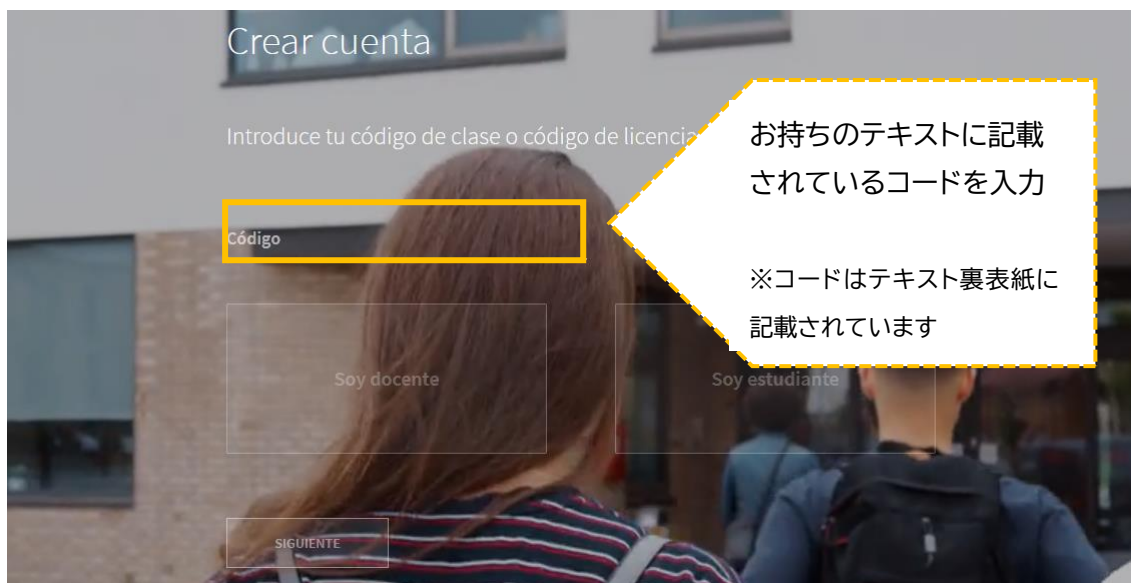 Crear cuenta
Introduce tu código de clase o código de licencia
お持ちのテキストに記載
されているコードを入力
Código
※コードはテキスト裏表紙に
記載されています
Soy docente
Soy estudiante
SIGUIENTE